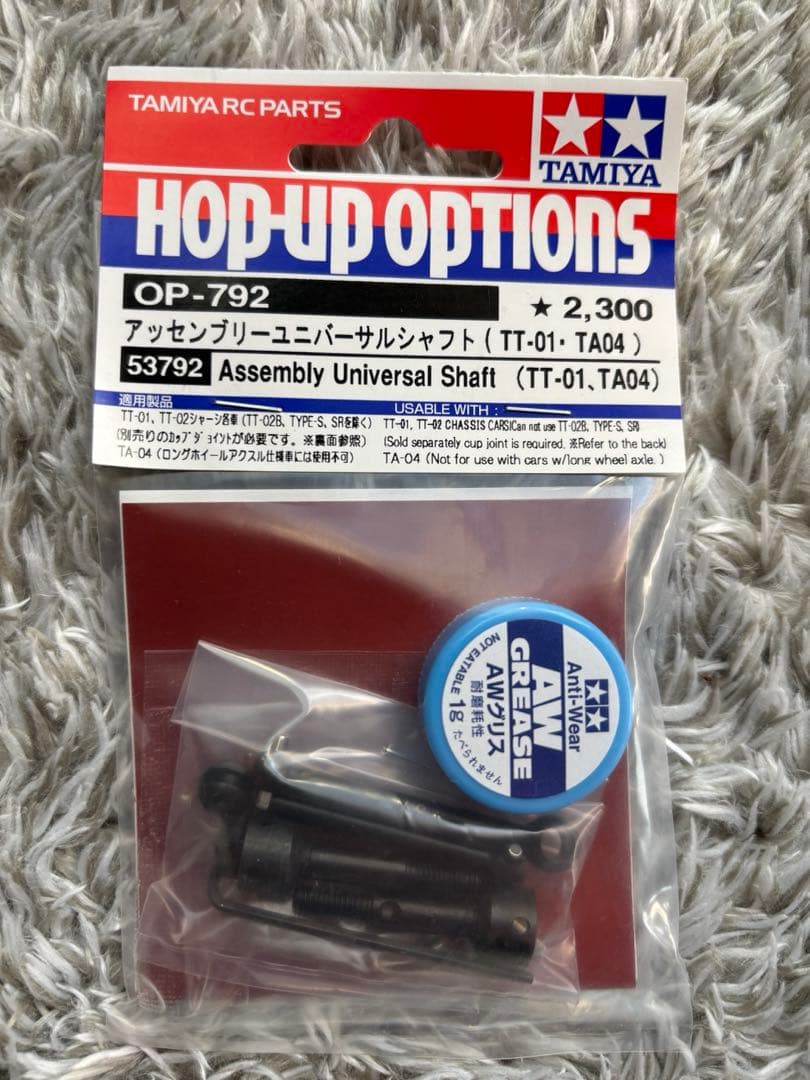 TAMIYA RC PARTS
TAMIYA
HOP-UP OPTIONS
OP-792
★ 2,300
アッセンブリーユニバーサルシャフト ( TT-01・TA04 )
53792 Assembly Universal Shaft (TT-01、TA04)
適用製品
TT-01、TT-02シャーシ各車 (TT-02B、TYPE-S、SRを除く)
(別売りのカップジョイントが必要です。※裏面参照)
TA-04 (ロングホイールアクスル仕様車には使用不可)
USABLE WITH :
TT-01, TT-02 CHASSIS CARS(Can not use TT-02B, TYPE-S, SR)
(Sold separately cup joint is required, ※Refer to the back)
TA-04 (Not for use with cars w/long wheel axle. )
Anti-Wear
AW
GREASE
AWグリス
耐摩耗性
1g
NOT EATABLE
たべられません